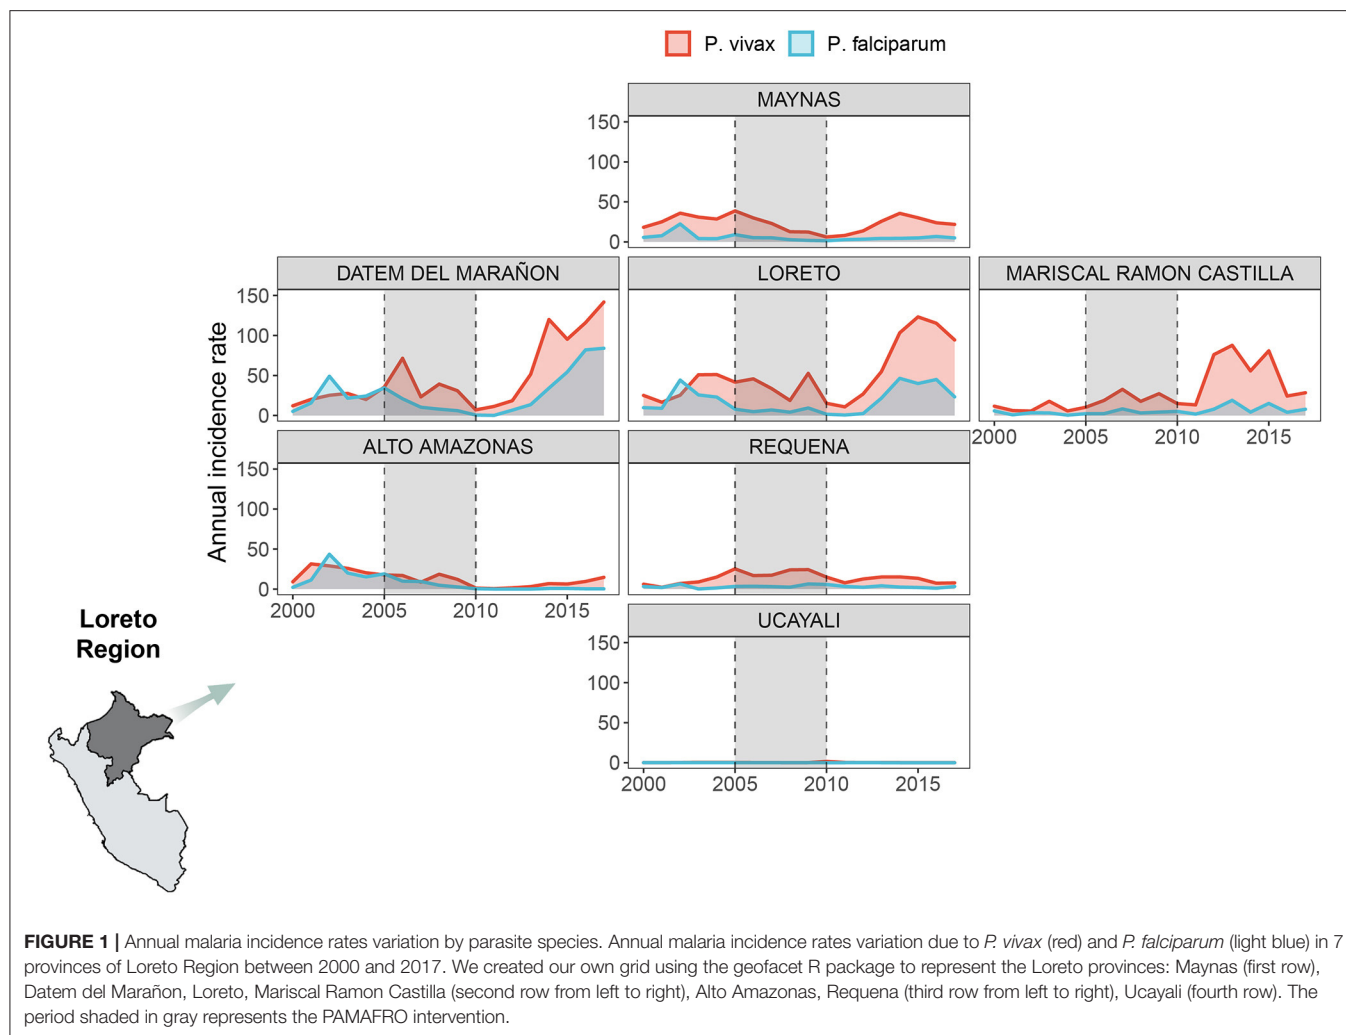 P. vivax P. falciparum
MAYNAS
150
100
50
0
DATEM DEL MARAÑON LORETO MARISCAL RAMON CASTILLA
Annual incidence rate
150
100
50
0
2000 2005 2010 2015
ALTO AMAZONAS REQUENA
150
100
50
0
2000 2005 2010 2015
UCAYALI
150
100
50
0
2000 2005 2010 2015
Loreto
Region
FIGURE 1 | Annual malaria incidence rates variation by parasite species. Annual malaria incidence rates variation due to P. vivax (red) and P. falciparum (light blue) in 7
provinces of Loreto Region between 2000 and 2017. We created our own grid using the geofacet R package to represent the Loreto provinces: Maynas (first row),
Datem del Marañon, Loreto, Mariscal Ramon Castilla (second row from left to right), Alto Amazonas, Requena (third row from left to right), Ucayali (fourth row). The
period shaded in gray represents the PAMAFRO intervention.